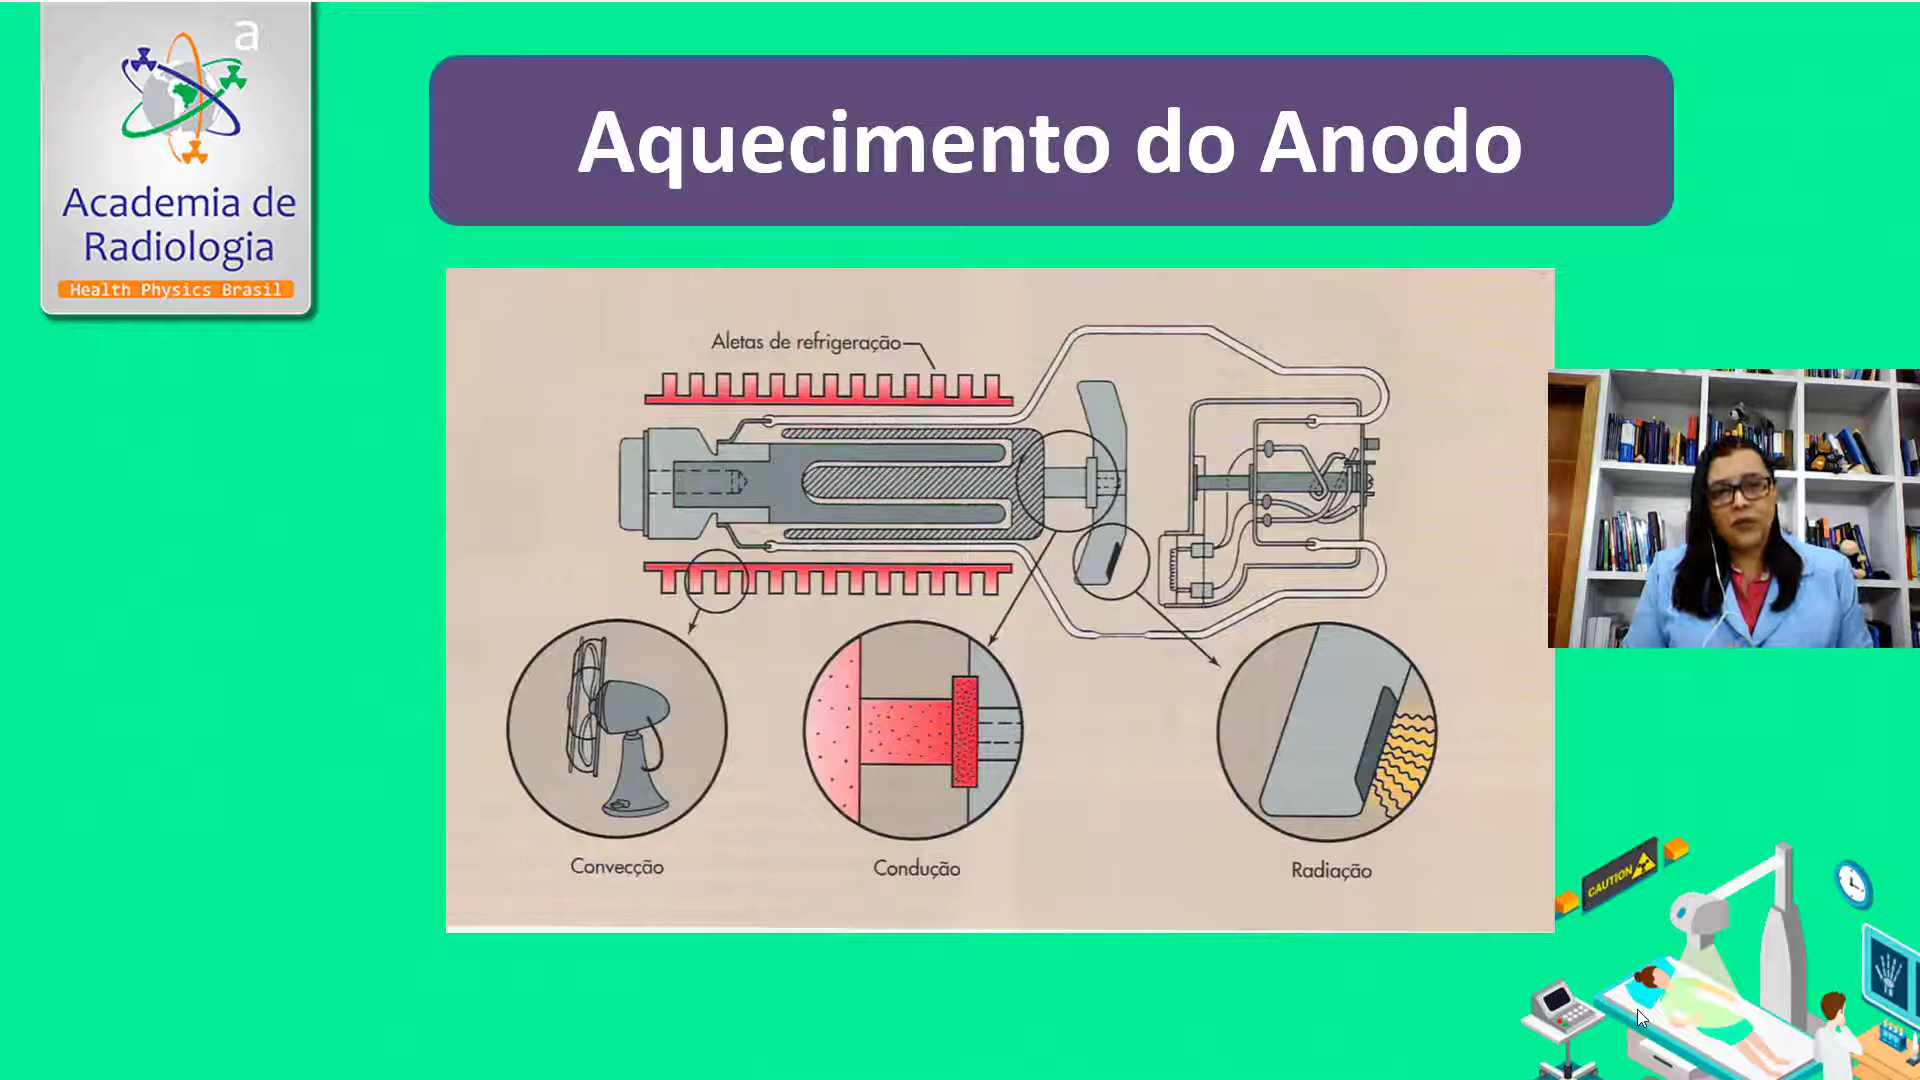 a
Academia de
Radiologia
Health Physics Brasil
Aquecimento do Anodo
Aletas de refrigeração
Convecção
Condução
Radiação
CAUTION